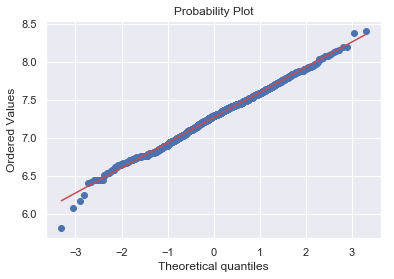 Probability Plot
8.5
8.0
7.5
7.0
6.5
6.0
Ordered Values
−3 −2 −1 0 1 2 3
Theoretical quantiles